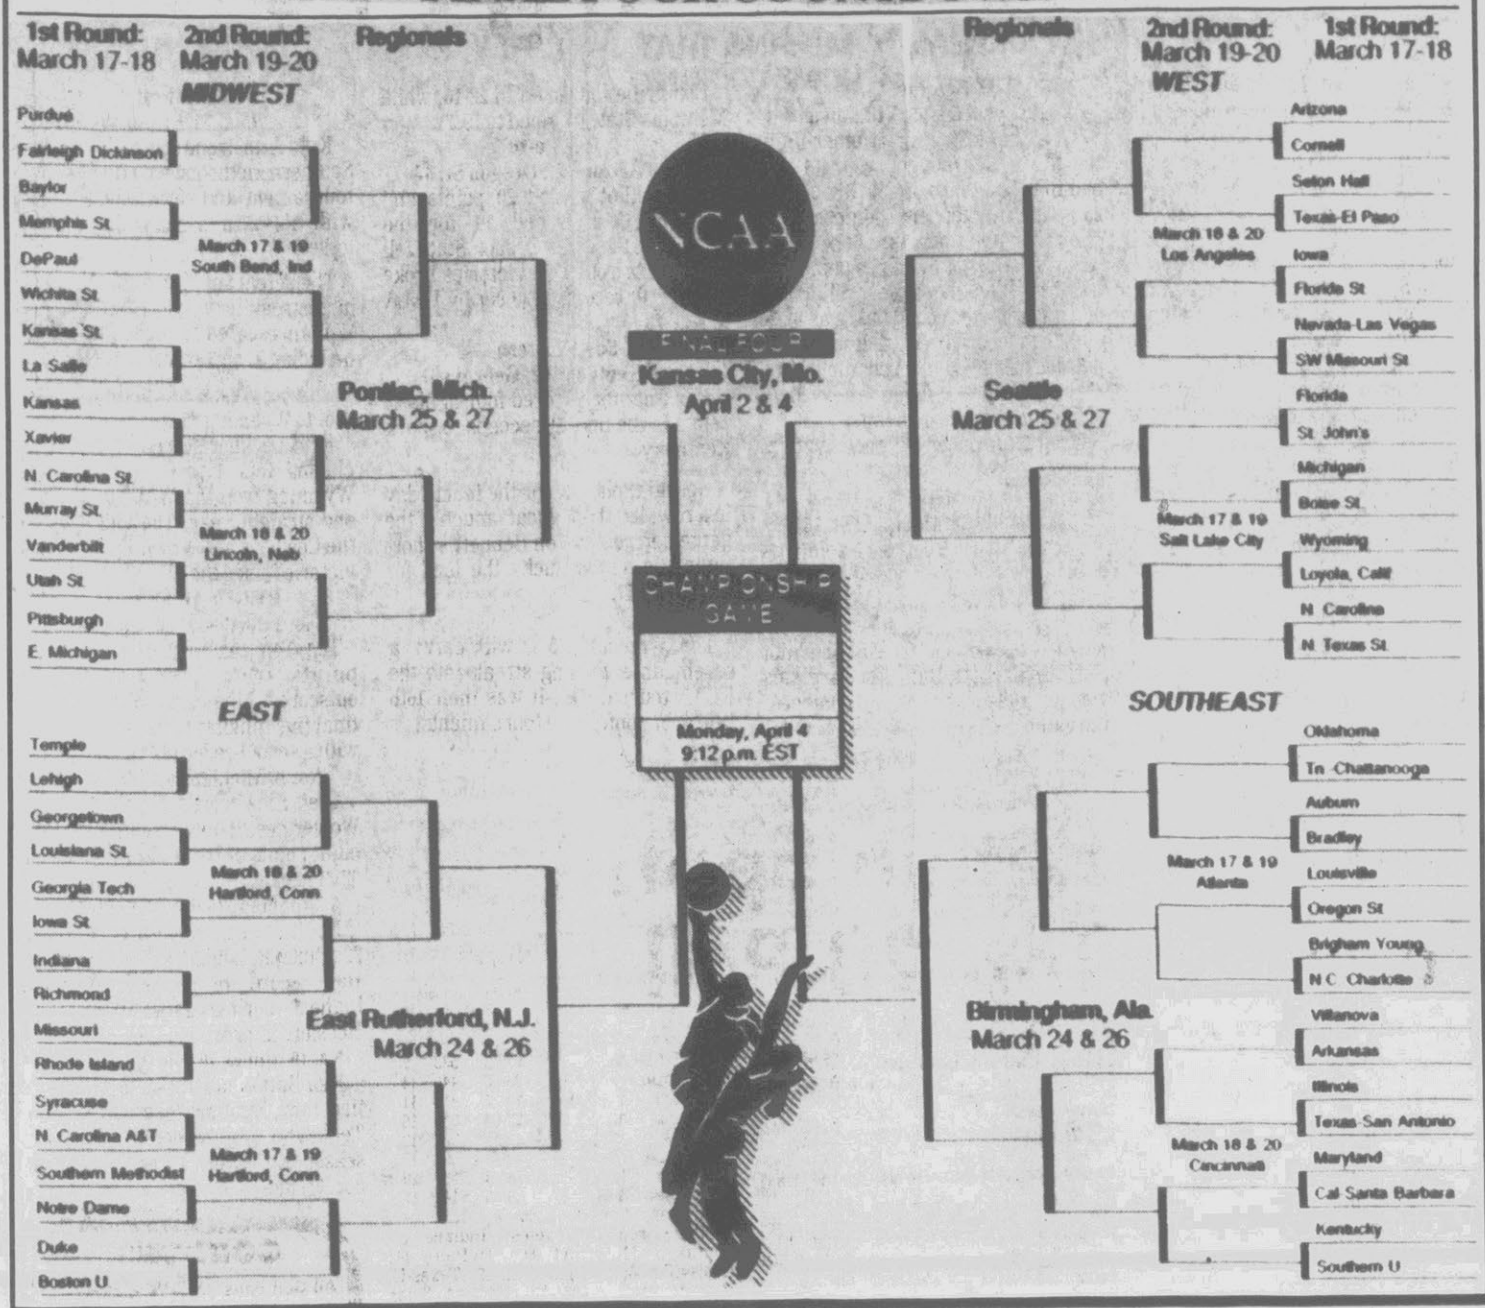 1st Round:
March 17-18
2nd Round:
March 19-20
Regionals
MIDWEST
Purdue
Fairleigh Dickinson
Baylor
Memphis St.
March 17 & 19
South Bend, Ind
DePaul
Wichita St.
Kansas St.
La Salle
Pontiac, Mich.
March 25 & 27
Kansas
Xavier
N. Carolina St.
Murray St.
March 18 & 20
Lincoln, Neb
Vanderbilt
Utah St.
Pittsburgh
E. Michigan
EAST
Temple
Lehigh
Georgetown
Louisiana St.
March 18 & 20
Hartford, Conn.
Georgia Tech
Iowa St.
Indiana
Richmond
East Rutherford, N.J.
March 24 & 26
Missouri
Rhode Island
Syracuse
N. Carolina A&T
March 17 & 19
Hartford, Conn.
Southern Methodist
Notre Dame
Duke
Boston U.
NCAA
FINAL FOUR
Kansas City, Mo.
April 2 & 4
CHAMPIONSHIP
GAME
Monday, April 4
9:12 p.m. EST
Regionals
2nd Round:
March 19-20
1st Round:
March 17-18
WEST
Arizona
Cornell
Seton Hall
Texas-El Paso
March 18 & 20
Los Angeles
Iowa
Florida St.
Nevada-Las Vegas
SW Missouri St.
Seattle
March 25 & 27
Florida
St. John's
Michigan
Boise St.
March 17 & 19
Salt Lake City
Wyoming
Loyola, Calif
N. Carolina
N. Texas St.
SOUTHEAST
Oklahoma
Tn.-Chattanooga
Auburn
Bradley
March 17 & 19
Atlanta
Louisville
Oregon St.
Brigham Young
N.C. Charlotte
Birmingham, Ala.
March 24 & 26
Villanova
Arkansas
Illinois
Texas-San Antonio
March 18 & 20
Cincinnati
Maryland
Cal-Santa Barbara
Kentucky
Southern U.